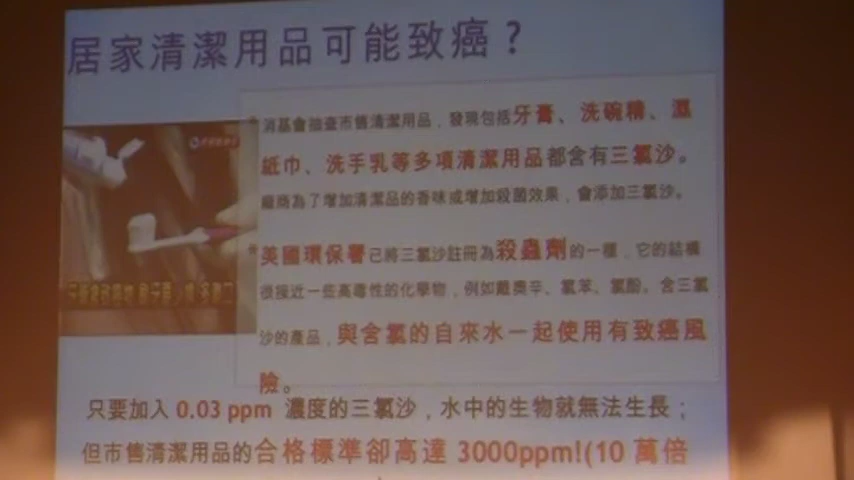 居家清潔用品可能致癌？
消基會抽查市售清潔用品，發現包括牙膏、洗碗精、濕
紙巾、洗手乳等多項清潔用品都含有三氯沙。
廠商為了增加清潔品的香味或增加殺菌效果，會添加三氯沙。
美國環保署已將三氯沙註冊為殺蟲劑的一種，它的結構
很接近一些高毒性的化學物，例如戴奧辛、氯苯、氯酚。含三氯
沙的產品，與含氯的自來水一起使用有致癌風
險。
只要加入 0.03 ppm 濃度的三氯沙，水中的生物就無法生長；
但市售清潔用品的合格標準卻高達 3000ppm!(10 萬倍